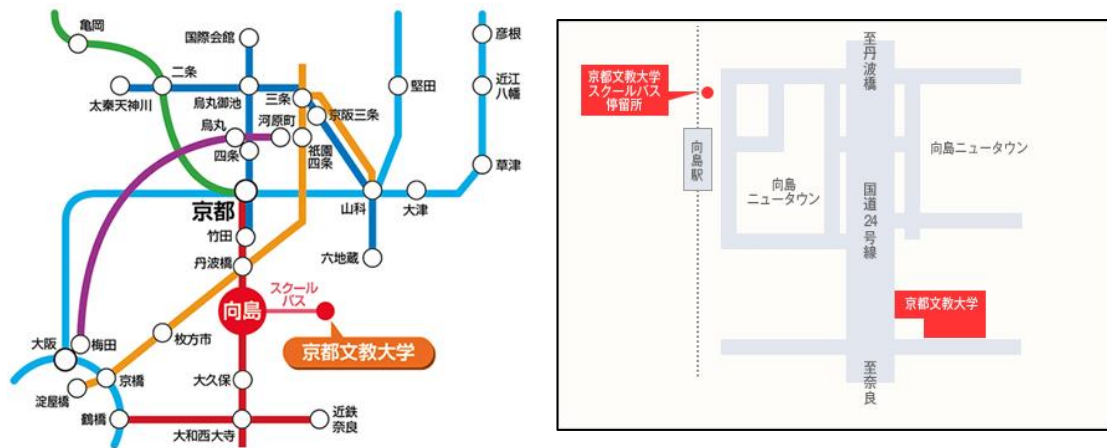 亀岡
国際会館
彦根
二条
太秦天神川
烏丸御池
三条
堅田
近江
八幡
烏丸
河原町
京阪三条
四条
祇園
四条
草津
京都
山科
大津
竹田
六地蔵
丹波橋
向島
スクール
バス
京都文教大学
枚方市
大阪
梅田
京橋
大久保
淀屋橋
鶴橋
近鉄
奈良
大和西大寺
至丹波橋
京都文教大学
スクールバス
停留所
向島駅
向島
ニュータウン
向島ニュータウン
国道24号線
京都文教大学
至奈良